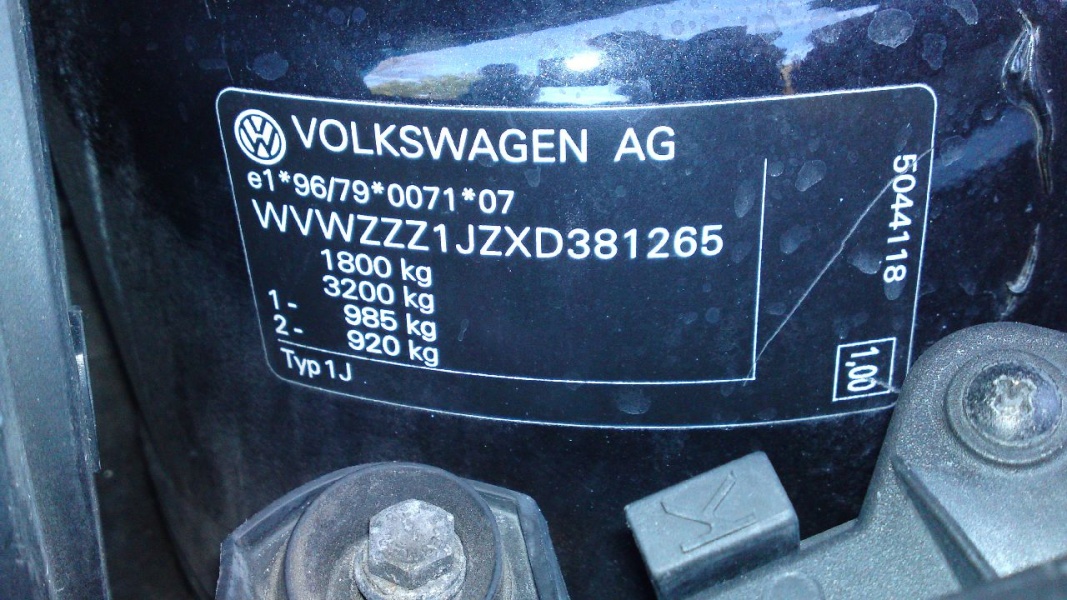 VOLKSWAGEN AG
e1*96/79*0071*07
WVWZZZ1JZXD381265
1800 kg
3200 kg
1- 985 kg
2- 920 kg
Typ 1J
5044118
1,00